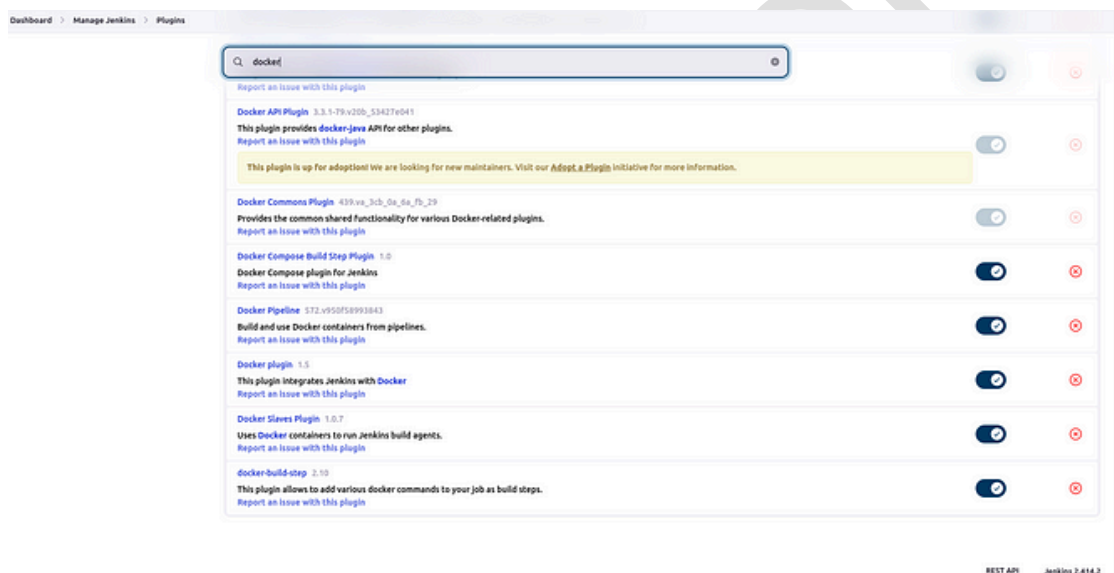 Dashboard > Manage Jenkins > Plugins
docker
Report an issue with this plugin
Docker API Plugin 3.3.1-79.v20b_53427e041
This plugin provides docker-java API for other plugins.
Report an issue with this plugin
This plugin is up for adoption! We are looking for new maintainers. Visit our Adopt a Plugin initiative for more information.
Docker Commons Plugin 439.va_3cb_0a_6a_fb_29
Provides the common shared functionality for various Docker-related plugins.
Report an issue with this plugin
Docker Compose Build Step Plugin 1.0
Docker Compose plugin for Jenkins
Report an issue with this plugin
Docker Pipeline 572.v950f58993843
Build and use Docker containers from pipelines.
Report an issue with this plugin
Docker plugin 1.5
This plugin integrates Jenkins with Docker
Report an issue with this plugin
Docker Slaves Plugin 1.0.7
Uses Docker containers to run Jenkins build agents.
Report an issue with this plugin
docker-build-step 2.10
This plugin allows to add various docker commands to your job as build steps.
Report an issue with this plugin
REST API Jenkins 2.414.2